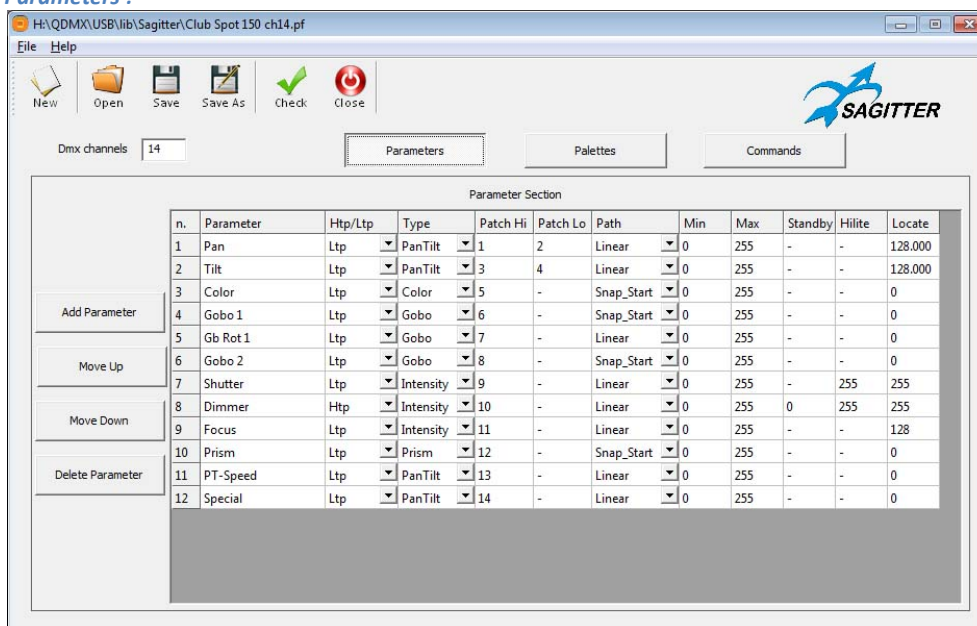 Parameters :
H:\QDMX\USB\lib\Sagitter\Club Spot 150 ch14.pf
File Help
New Open Save Save As Check Close
SAGITTER
Dmx channels 14 Parameters Palettes Commands
Parameter Section
n. Parameter Htp/Ltp Type Patch Hi Patch Lo Path Min Max Standby Hilite Locate
1 Pan Ltp PanTilt 1 2 Linear 0 255 - - 128.000
2 Tilt Ltp PanTilt 3 4 Linear 0 255 - - 128.000
3 Color Ltp Color 5 - Snap_Start 0 255 - - 0
4 Gobo 1 Ltp Gobo 6 - Snap_Start 0 255 - - 0
5 Gb Rot 1 Ltp Gobo 7 - Linear 0 255 - - 0
6 Gobo 2 Ltp Gobo 8 - Snap_Start 0 255 - - 0
7 Shutter Ltp Intensity 9 - Linear 0 255 - 255 255
8 Dimmer Htp Intensity 10 - Linear 0 255 0 255 255
9 Focus Ltp Intensity 11 - Linear 0 255 - - 128
10 Prism Ltp Prism 12 - Snap_Start 0 255 - - 0
11 PT-Speed Ltp PanTilt 13 - Linear 0 255 - - 0
12 Special Ltp PanTilt 14 - Linear 0 255 - - 0
Add Parameter
Move Up
Move Down
Delete Parameter